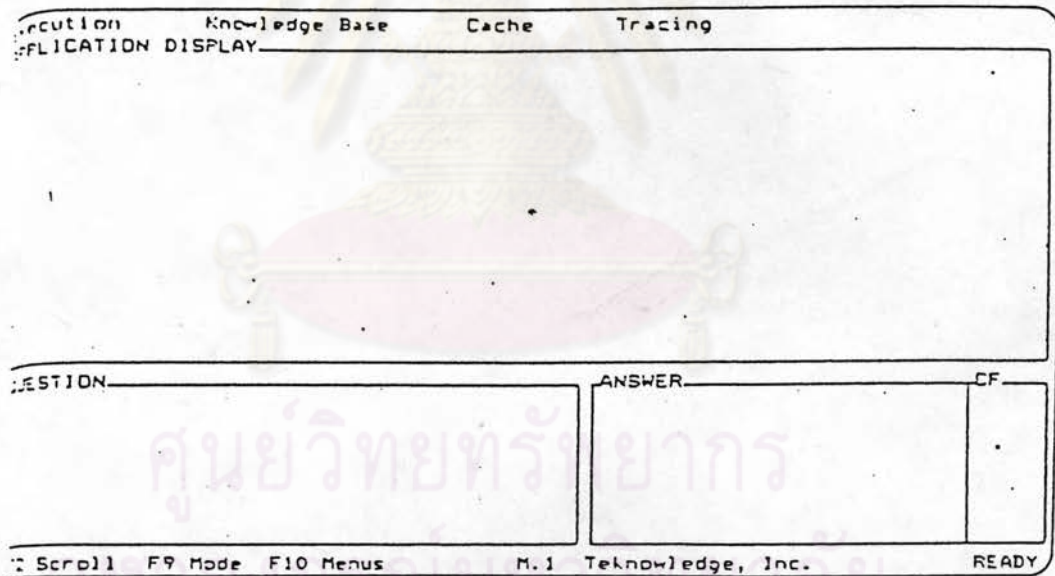 Knowledge Base Cache Tracing
DISPLAY
ANSWER CF
Scroll F9 Mode F10 Menus M.1 Teknowledge, Inc. READY
ศูนย์วิทยทรัพยากร